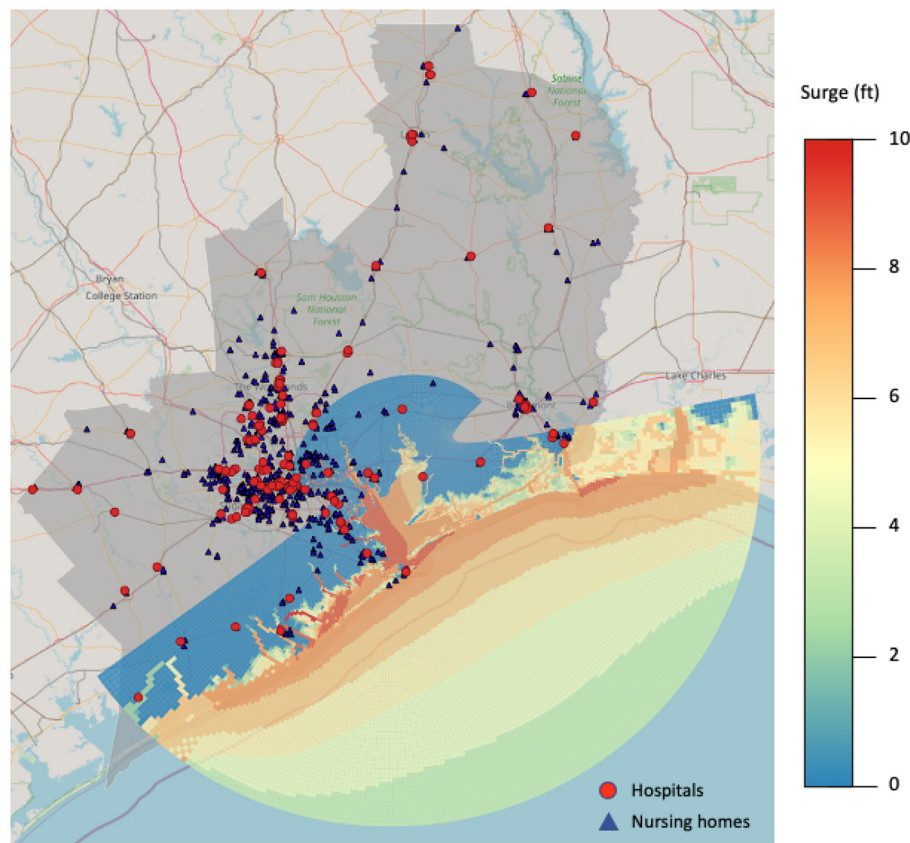 Surge (ft)
10
8
6
4
2
0
Sabine
National
Forest
Bryan
College Station
Sam Houston
National
Forest
Lake Charles
Hospitals
Nursing homes